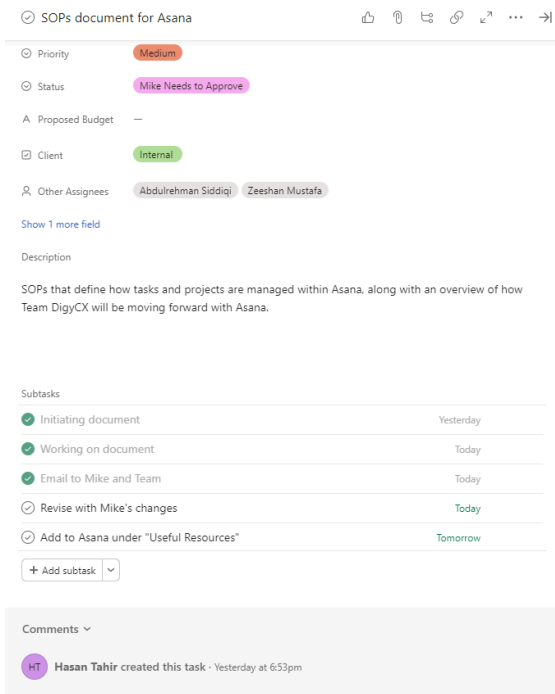 SOPs document for Asana
Priority Medium
Status Mike Needs to Approve
A Proposed Budget —
Client Internal
Other Assignees Abdulrehman Siddiqi Zeeshan Mustafa
Show 1 more field
Description
SOPs that define how tasks and projects are managed within Asana, along with an overview of how
Team DigyCX will be moving forward with Asana.
Subtasks
Initiating document Yesterday
Working on document Today
Email to Mike and Team Today
Revise with Mike's changes Today
Add to Asana under "Useful Resources" Tomorrow
+ Add subtask
Comments
HT Hasan Tahir created this task · Yesterday at 6:53pm